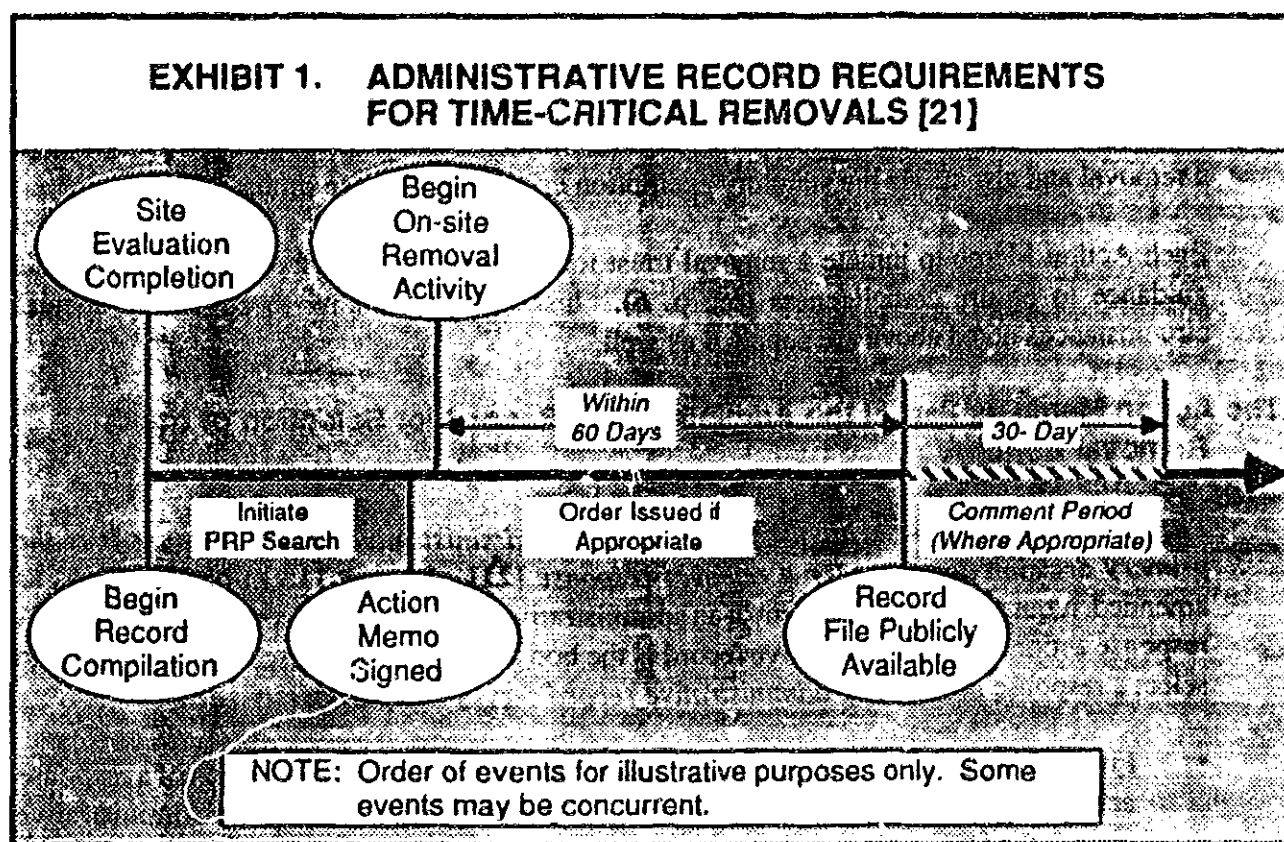 EXHIBIT 1. ADMINISTRATIVE RECORD REQUIREMENTS
FOR TIME-CRITICAL REMOVALS [21]
Site
Evaluation
Completion
Begin
On-site
Removal
Activity
Within
60 Days
30- Day
Initiate
PRP Search
Order Issued if
Appropriate
Comment Period
(Where Appropriate)
Begin
Record
Compilation
Action
Memo
Signed
Record
File Publicly
Available
NOTE: Order of events for illustrative purposes only. Some
events may be concurrent.